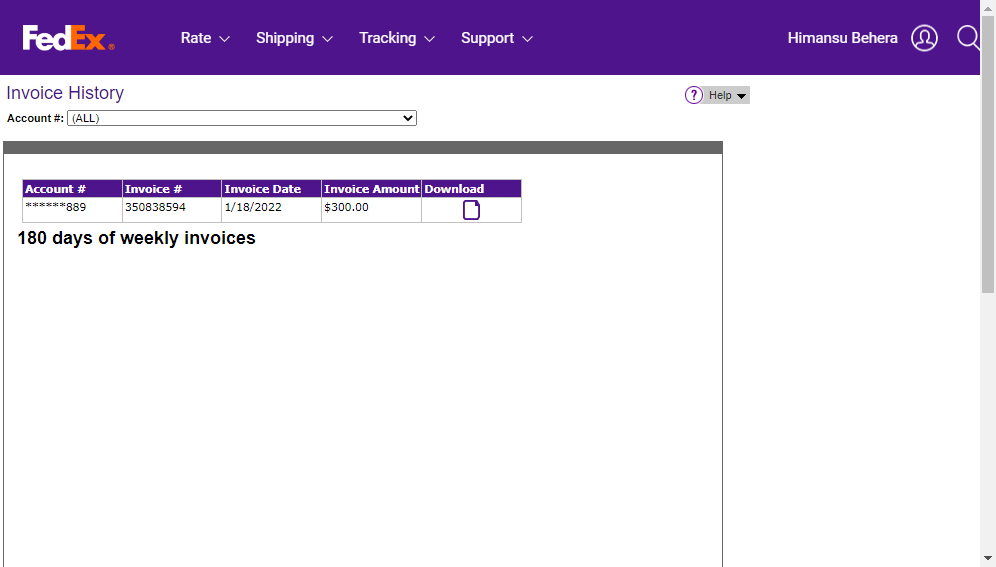 FedEx®
Rate Shipping Tracking Support Himansu Behera
Invoice History
? Help
Account #: (ALL)
Account # Invoice # Invoice Date Invoice Amount Download
******889 350838594 1/18/2022 $300.00
180 days of weekly invoices